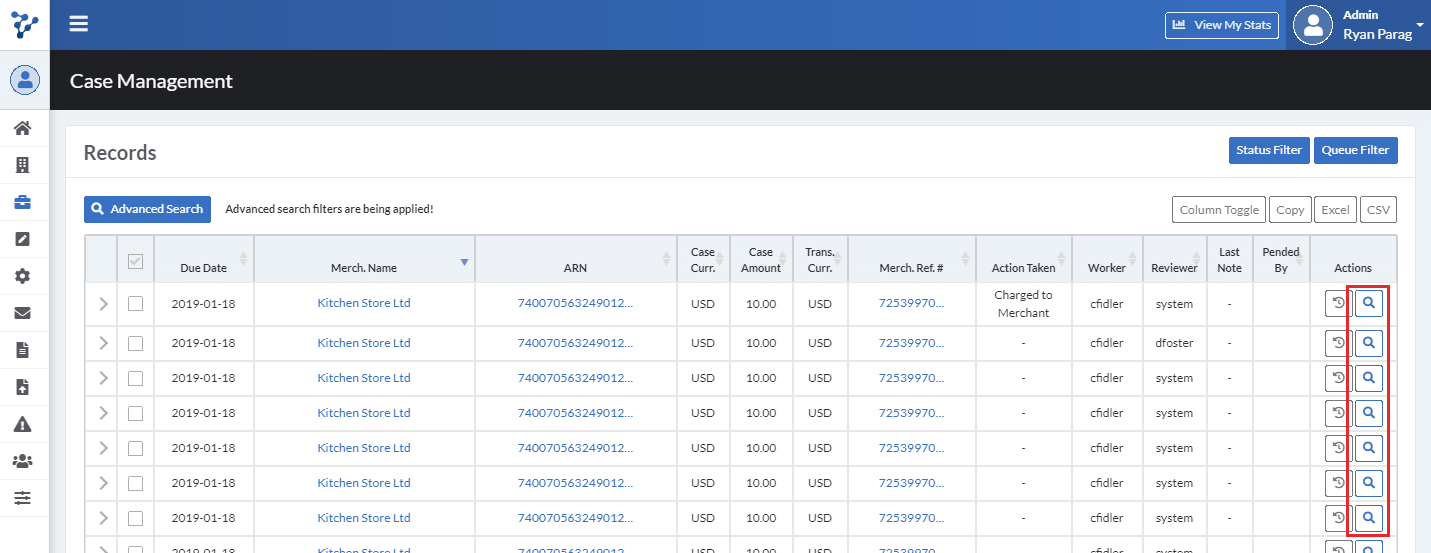 View My Stats
Admin
Ryan Parag
Case Management
Records
Status Filter Queue Filter
Advanced Search Advanced search filters are being applied!
Column Toggle Copy Excel CSV
Due Date Merch. Name ARN Case Curr. Case Amount Trans. Curr. Merch. Ref. # Action Taken Worker Reviewer Last Note Pended By Actions
2019-01-18 Kitchen Store Ltd 740070563249012... USD 10.00 USD 72539970... Charged to Merchant cfidler system -
2019-01-18 Kitchen Store Ltd 740070563249012... USD 10.00 USD 72539970... - cfidler dfoster -
2019-01-18 Kitchen Store Ltd 740070563249012... USD 10.00 USD 72539970... - cfidler system -
2019-01-18 Kitchen Store Ltd 740070563249012... USD 10.00 USD 72539970... - cfidler system -
2019-01-18 Kitchen Store Ltd 740070563249012... USD 10.00 USD 72539970... - cfidler system -
2019-01-18 Kitchen Store Ltd 740070563249012... USD 10.00 USD 72539970... - cfidler system -
2019-01-18 Kitchen Store Ltd 740070563249012... USD 10.00 USD 72539970... - cfidler system -